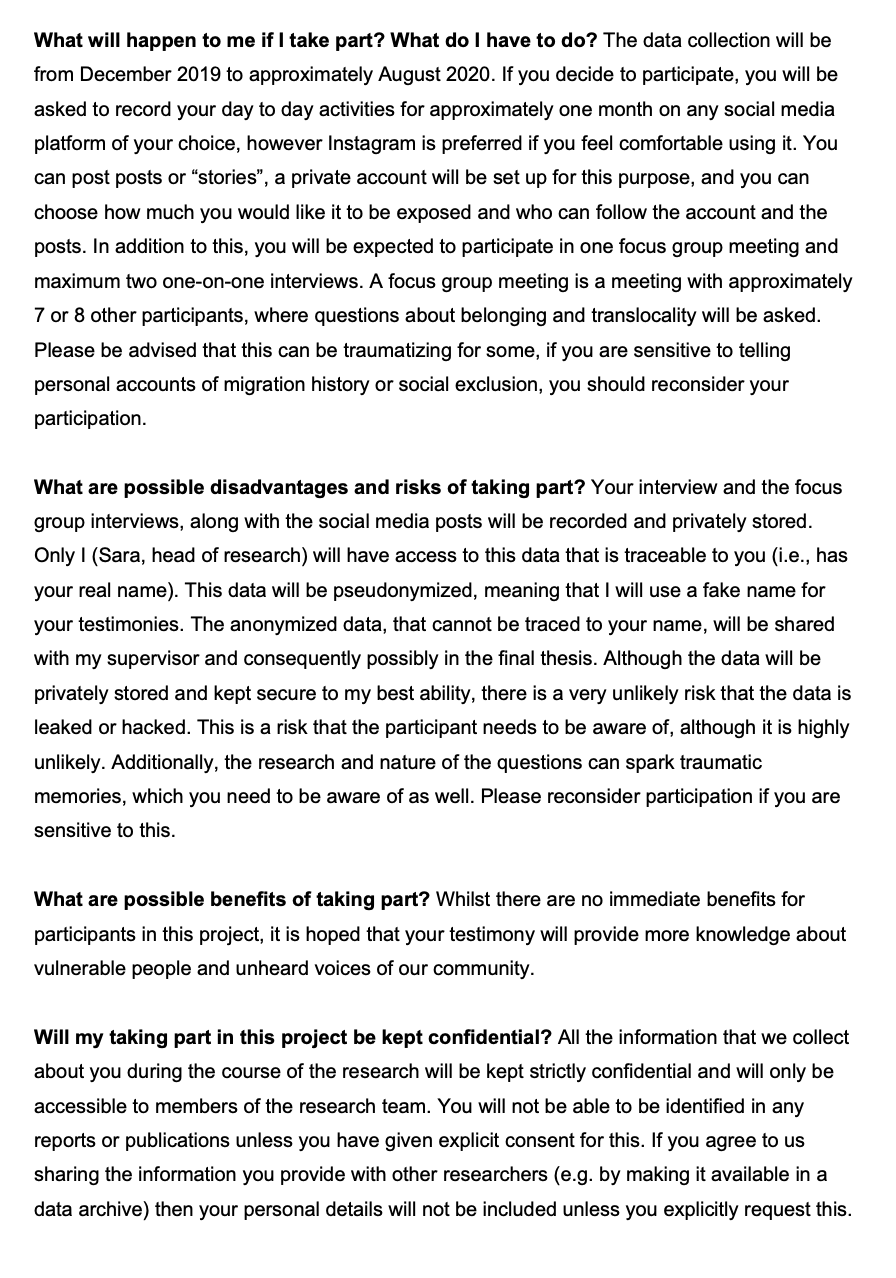 What will happen to me if I take part? What do I have to do? The data collection will be
from December 2019 to approximately August 2020. If you decide to participate, you will be
asked to record your day to day activities for approximately one month on any social media
platform of your choice, however Instagram is preferred if you feel comfortable using it. You
can post posts or “stories”, a private account will be set up for this purpose, and you can
choose how much you would like it to be exposed and who can follow the account and the
posts. In addition to this, you will be expected to participate in one focus group meeting and
maximum two one-on-one interviews. A focus group meeting is a meeting with approximately
7 or 8 other participants, where questions about belonging and translocality will be asked.
Please be advised that this can be traumatizing for some, if you are sensitive to telling
personal accounts of migration history or social exclusion, you should reconsider your
participation.
What are possible disadvantages and risks of taking part? Your interview and the focus
group interviews, along with the social media posts will be recorded and privately stored.
Only I (Sara, head of research) will have access to this data that is traceable to you (i.e., has
your real name). This data will be pseudonymized, meaning that I will use a fake name for
your testimonies. The anonymized data, that cannot be traced to your name, will be shared
with my supervisor and consequently possibly in the final thesis. Although the data will be
privately stored and kept secure to my best ability, there is a very unlikely risk that the data is
leaked or hacked. This is a risk that the participant needs to be aware of, although it is highly
unlikely. Additionally, the research and nature of the questions can spark traumatic
memories, which you need to be aware of as well. Please reconsider participation if you are
sensitive to this.
What are possible benefits of taking part? Whilst there are no immediate benefits for
participants in this project, it is hoped that your testimony will provide more knowledge about
vulnerable people and unheard voices of our community.
Will my taking part in this project be kept confidential? All the information that we collect
about you during the course of the research will be kept strictly confidential and will only be
accessible to members of the research team. You will not be able to be identified in any
reports or publications unless you have given explicit consent for this. If you agree to us
sharing the information you provide with other researchers (e.g. by making it available in a
data archive) then your personal details will not be included unless you explicitly request this.